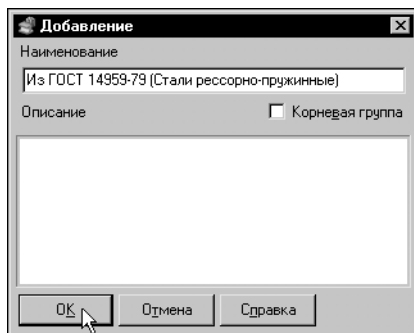 Добавление
Наименование
Из ГОСТ 14959-79 (Стали рессорно-пружинные)
Описание
Корневая группа
OK
Отмена
Справка